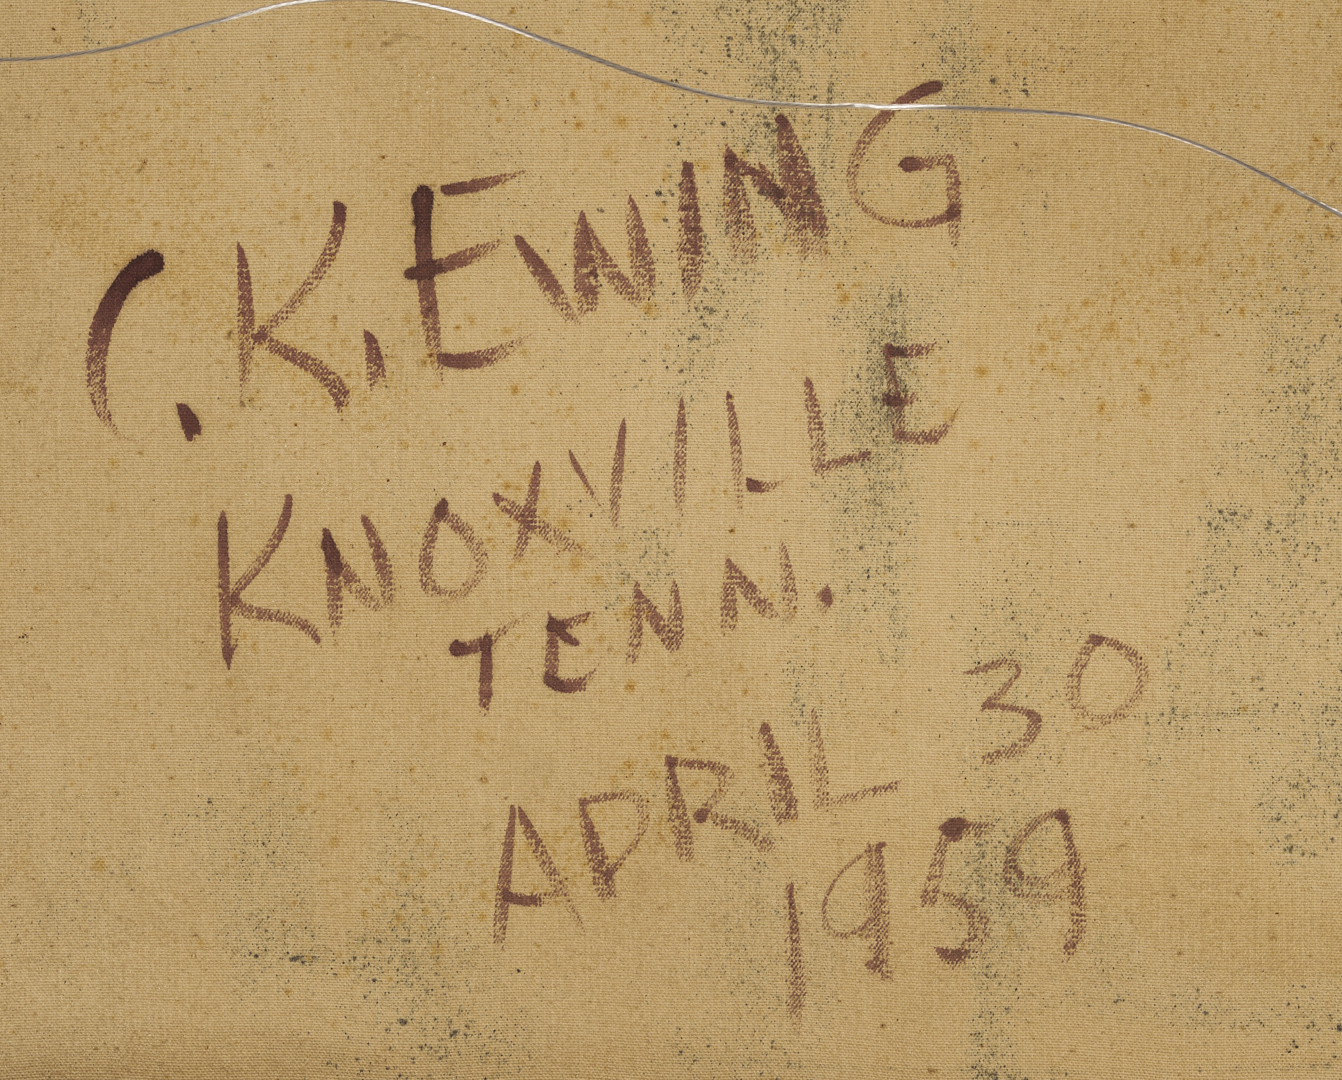 C.K. EWING
KNOXVILLE
TENN.
APRIL 30
1959